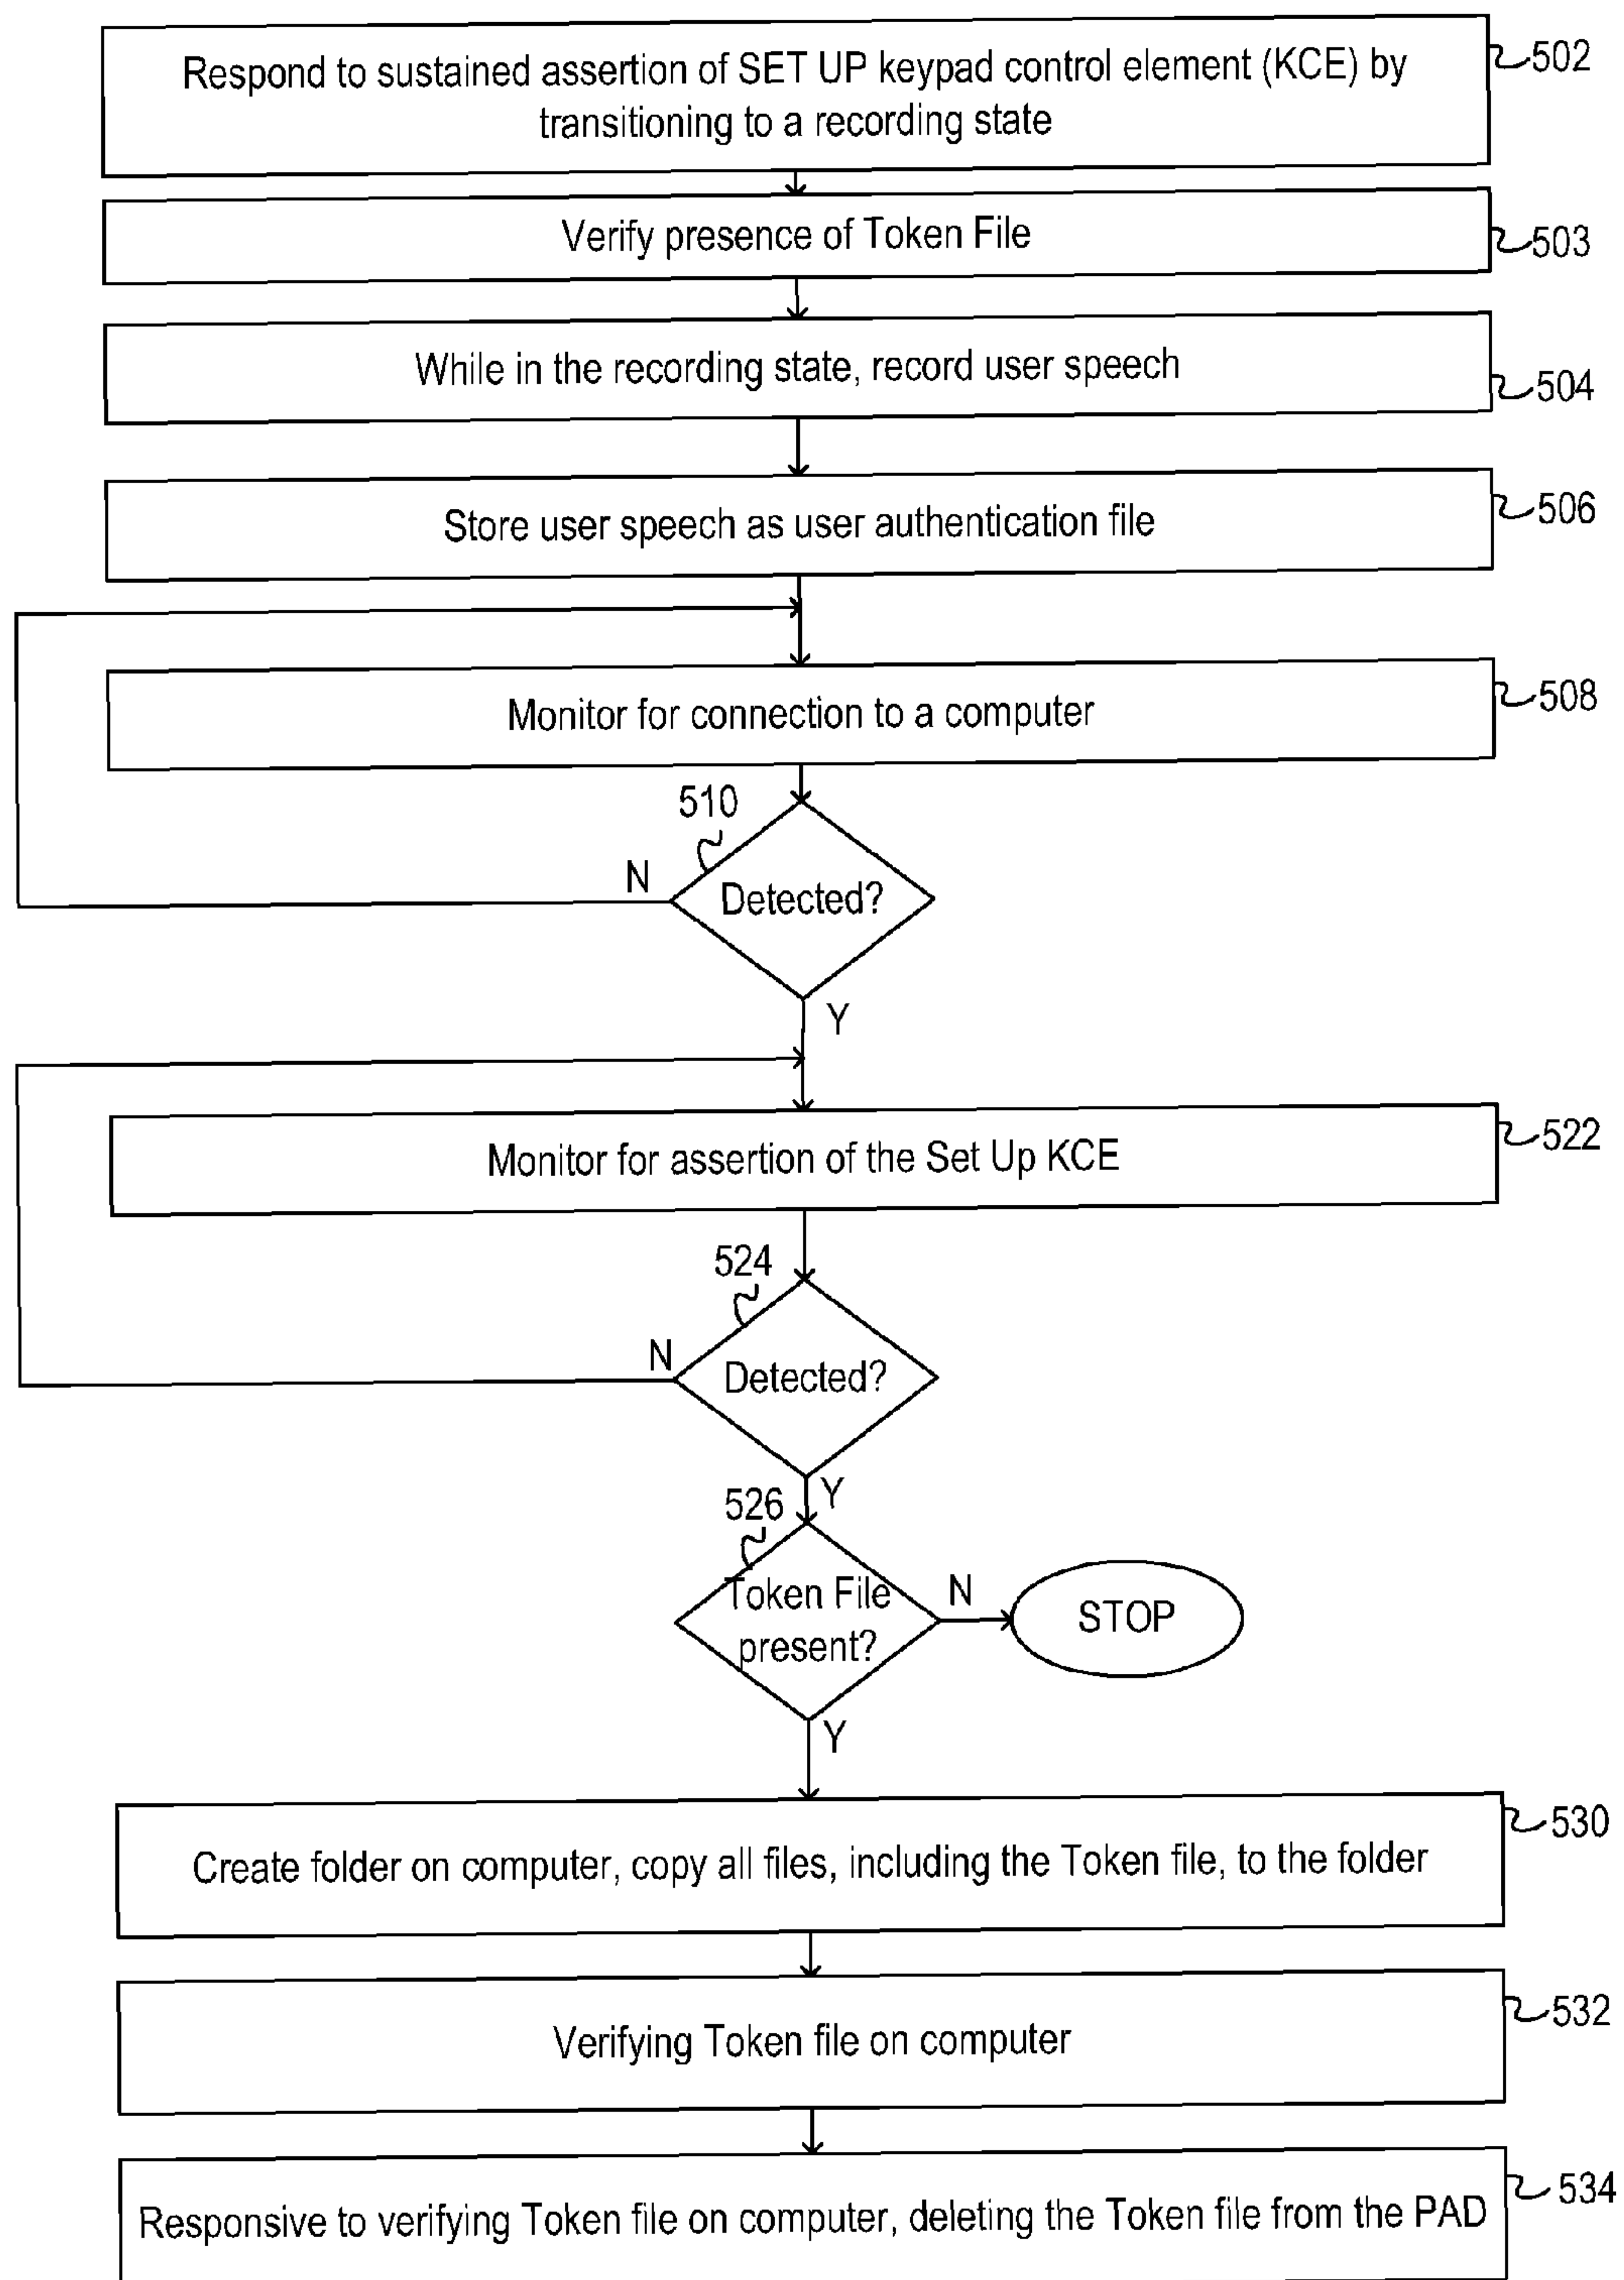 Respond to sustained assertion of SET UP keypad control element (KCE) by
transitioning to a recording state
502
Verify presence of Token File
503
While in the recording state, record user speech
504
Store user speech as user authentication file
506
Monitor for connection to a computer
508
510
N
Detected?
Y
Monitor for assertion of the Set Up KCE
522
524
N
Detected?
Y
526
Token File
present?
N
STOP
Y
Create folder on computer, copy all files, including the Token file, to the folder
530
Verifying Token file on computer
532
Responsive to verifying Token file on computer, deleting the Token file from the PAD
534